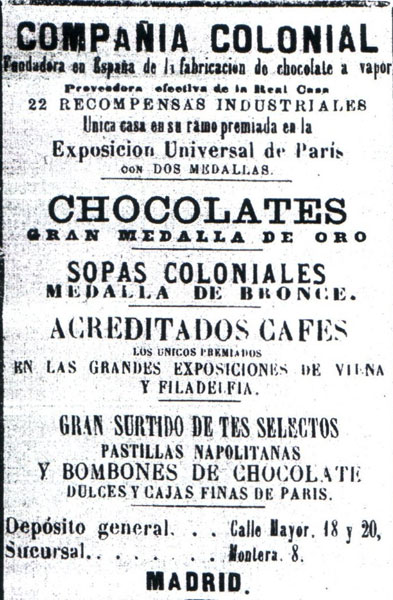 COMPAÑIA COLONIAL
Fundadora en España de la fabricacion de chocolate a vapor
Proveedora efectiva de la Real Casa
22 RECOMPENSAS INDUSTRIALES
Unica casa en su ramo premiada en la
Exposicion Universal de París
CON DOS MEDALLAS.
CHOCOLATES
GRAN MEDALLA DE ORO
SOPAS COLONIALES
MEDALLA DE BRONCE.
ACREDITADOS CAFES
LOS UNICOS PREMIADOS
EN LAS GRANDES EXPOSICIONES DE VIENA
Y FILADELFIA.
GRAN SURTIDO DE TES SELECTOS
PASTILLAS NAPOLITANAS
Y BOMBONES DE CHOCOLATE
DULCES Y CAJAS FINAS DE PARIS.
Depósito general. . . Calle Mayor, 18 y 20,
Sucursal. . . . . . . Montera 8.
MADRID.